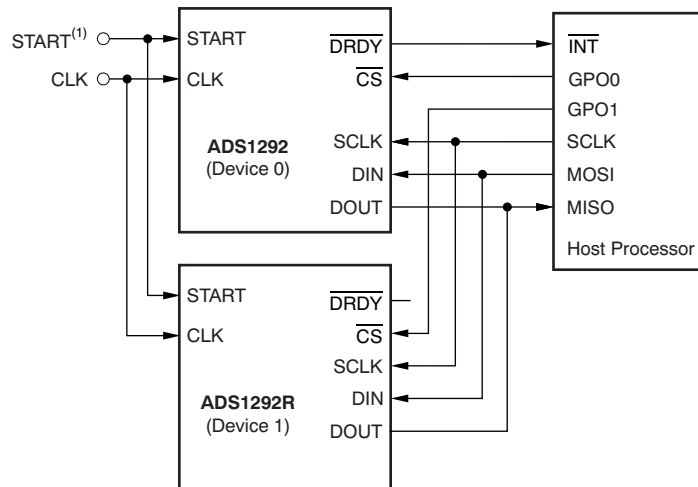 START(1)
CLK
START
CLK
DRDY
CS
ADS1292
(Device 0)
SCLK
DIN
DOUT
INT
GPO0
GPO1
SCLK
MOSI
MISO
Host Processor
START
CLK
DRDY
CS
SCLK
ADS1292R
(Device 1)
DIN
DOUT